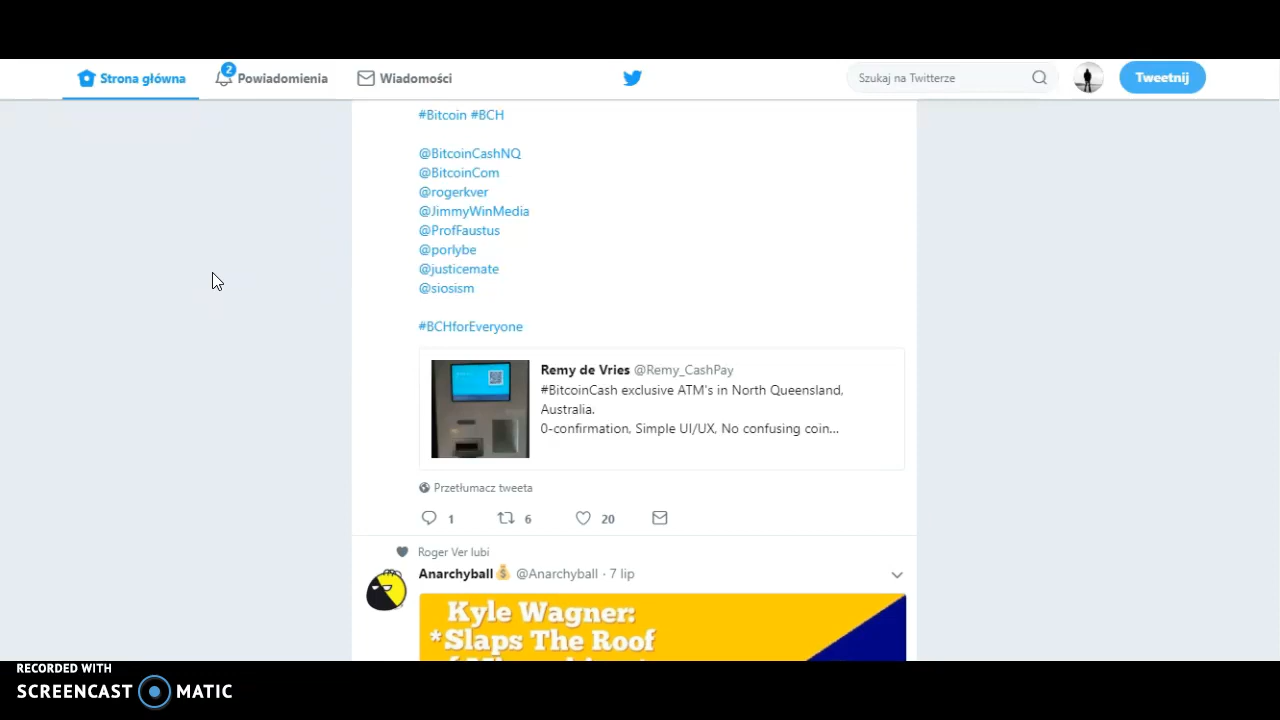 Strona główna
2
Powiadomienia
Wiadomości
Szukaj na Twitterze
Tweetnij
#Bitcoin #BCH
@BitcoinCashNQ
@BitcoinCom
@rogerkver
@JimmyWinMedia
@ProfFaustus
@porlybe
@justicemate
@siosism
#BCHforEveryone
Remy de Vries @Remy_CashPay
#BitcoinCash exclusive ATM's in North Queensland,
Australia.
0-confirmation, Simple UI/UX, No confusing coin...
Przetłumacz tweeta
1 6 20
Roger Ver lubi
Anarchyball @Anarchyball · 7 lip
Kyle Wagner:
*Slaps The Roof
RECORDED WITH
SCREENCAST MATIC